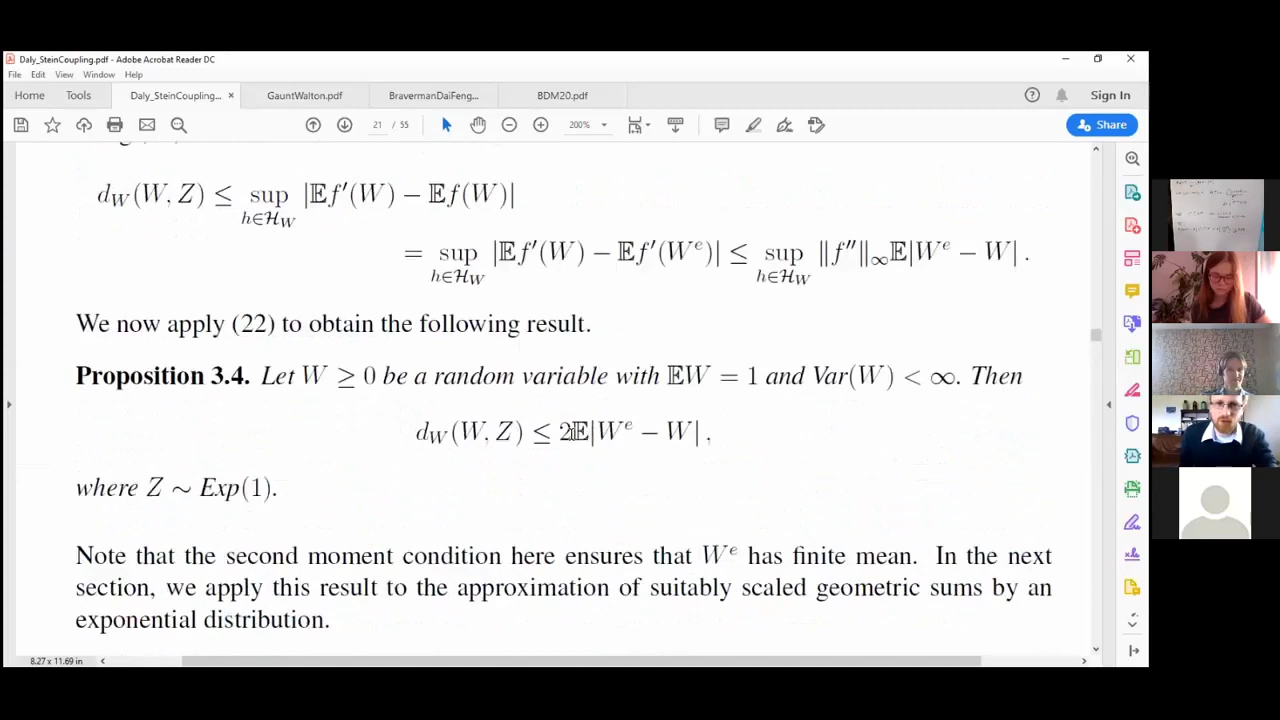 Daly_SteinCoupling.pdf - Adobe Acrobat Reader DC
File Edit View Window Help
Home Tools Daly_SteinCoupling... × GauntWalton.pdf BravermanDaiFeng... BDM20.pdf Sign In
21 / 55 200% Share
d_W(W, Z) ≤ sup_{h∈ℋ_W} |𝔼f′(W) − 𝔼f(W)|
= sup_{h∈ℋ_W} |𝔼f′(W) − 𝔼f′(Wᵉ)| ≤ sup_{h∈ℋ_W} ‖f″‖_∞𝔼|Wᵉ − W| .
We now apply (22) to obtain the following result.
Proposition 3.4. Let W ≥ 0 be a random variable with 𝔼W = 1 and Var(W) < ∞. Then
d_W(W, Z) ≤ 2𝔼|Wᵉ − W| ,
where Z ∼ Exp(1).
Note that the second moment condition here ensures that Wᵉ has finite mean. In the next
section, we apply this result to the approximation of suitably scaled geometric sums by an
exponential distribution.
8.27 x 11.69 in